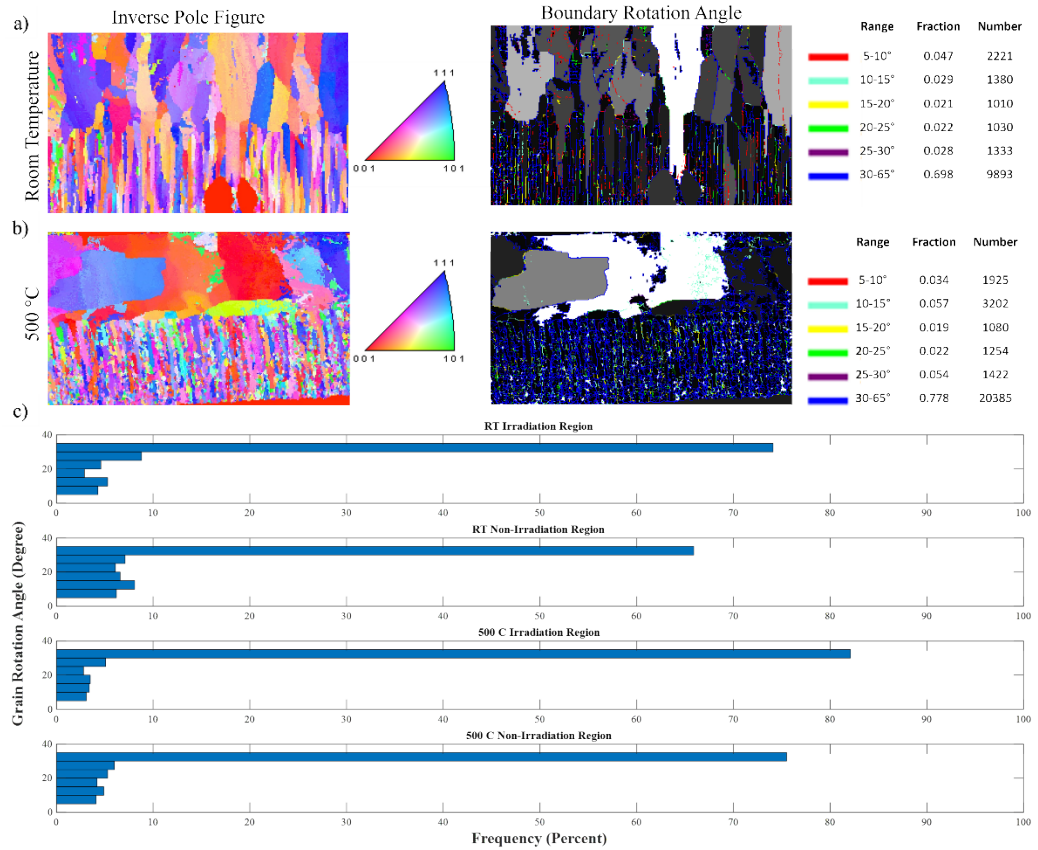 Inverse Pole Figure
Boundary Rotation Angle
a)
Room Temperature
1 1 1
0 0 1
1 0 1
Range Fraction Number
5-10° 0.047 2221
10-15° 0.029 1380
15-20° 0.021 1010
20-25° 0.022 1030
25-30° 0.028 1333
30-65° 0.698 9893
b)
500 °C
1 1 1
0 0 1
1 0 1
Range Fraction Number
5-10° 0.034 1925
10-15° 0.057 3202
15-20° 0.019 1080
20-25° 0.022 1254
25-30° 0.054 1422
30-65° 0.778 20385
c)
Grain Rotation Angle (Degree)
RT Irradiation Region
40
20
0
0 10 20 30 40 50 60 70 80 90 100
RT Non-Irradiation Region
40
20
0
0 10 20 30 40 50 60 70 80 90 100
500 C Irradiation Region
40
20
0
0 10 20 30 40 50 60 70 80 90 100
500 C Non-Irradiation Region
40
20
0
0 10 20 30 40 50 60 70 80 90 100
Frequency (Percent)